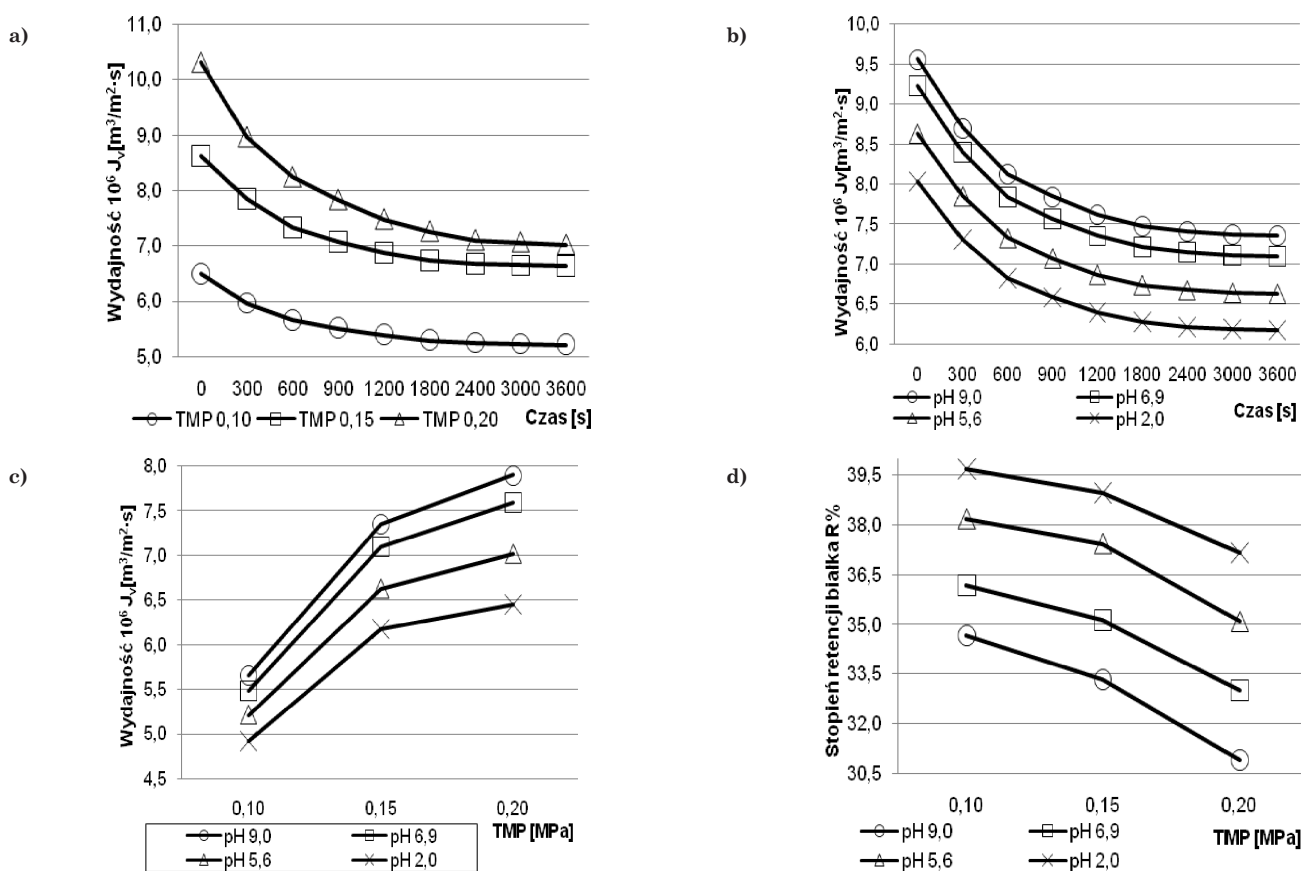 a)
Wydajność 10⁶ Jᵥ[m³/m²·s]
11,0
10,0
9,0
8,0
7,0
6,0
5,0
0 300 600 900 1200 1800 2400 3000 3600
TMP 0,10 TMP 0,15 TMP 0,20 Czas [s]
b)
Wydajność 10⁶ Jv[m³/m²·s]
10,0
9,5
9,0
8,5
8,0
7,5
7,0
6,5
6,0
0 300 600 900 1200 1800 2400 3000 3600
pH 9,0 pH 6,9
pH 5,6 pH 2,0
Czas [s]
c)
Wydajność 10⁶ Jᵥ[m³/m²·s]
8,0
7,5
7,0
6,5
6,0
5,5
5,0
4,5
0,10 0,15 0,20
TMP [MPa]
pH 9,0 pH 6,9
pH 5,6 pH 2,0
d)
Stopień retencji białka R%
39,5
38,0
36,5
35,0
33,5
32,0
30,5
0,10 0,15 0,20
pH 9,0 pH 6,9 TMP [MPa]
pH 5,6 pH 2,0